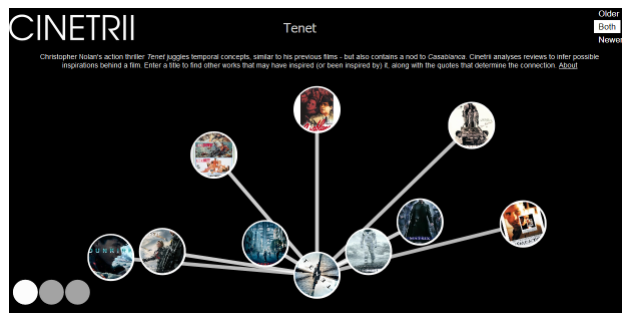 CINETRII
Tenet
Older
Both
Newer
Christopher Nolan's action thriller Tenet juggles temporal concepts, similar to his previous films - but also contains a nod to Casablanca. Cinetrii analyses reviews to infer possible
inspirations behind a film. Enter a title to find other works that may have inspired (or been inspired by) it, along with the quotes that determine the connection. About